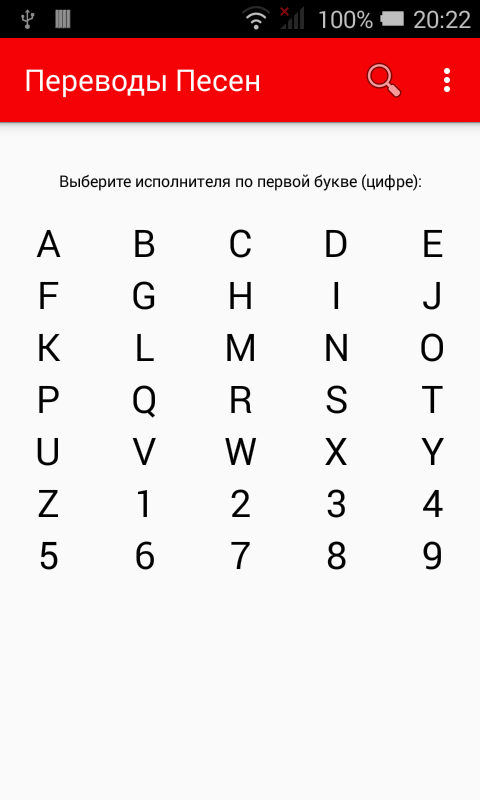 100% 20:22
Переводы Песен
Выберите исполнителя по первой букве (цифре):
A B C D E
F G H I J
K L M N O
P Q R S T
U V W X Y
Z 1 2 3 4
5 6 7 8 9